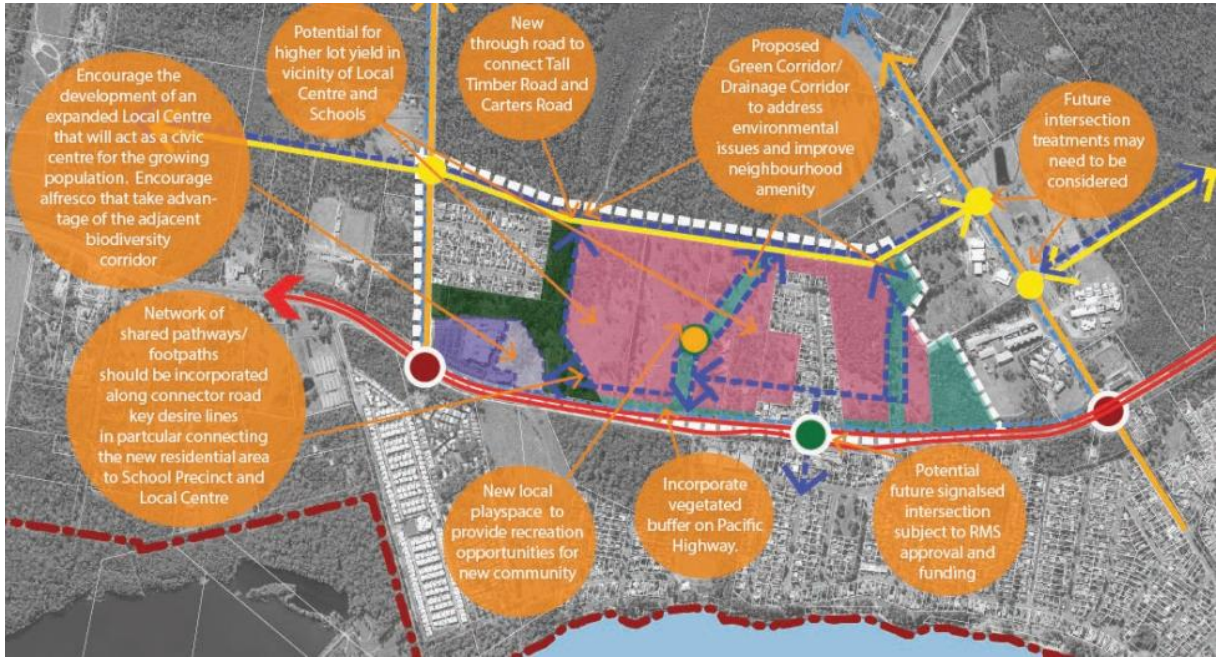 Potential for
higher lot yield in
vicinity of Local
Centre and
Schools
New
through road to
connect Tall
Timber Road and
Carters Road
Proposed
Green Corridor/
Drainage Corridor
to address
environmental
issues and improve
neighbourhood
amenity
Future
intersection
treatments may
need to be
considered
Encourage the
development of an
expanded Local Centre
that will act as a civic
centre for the growing
population. Encourage
alfresco that take advan-
tage of the adjacent
biodiversity
corridor
Network of
shared pathways/
footpaths
should be incorporated
along connector road
key desire lines
in partcular connecting
the new residential area
to School Precinct and
Local Centre
New local
playspace to
provide recreation
opportunities for
new community
Incorporate
vegetated
buffer on Pacific
Highway.
Potential
future signalised
intersection
subject to RMS
approval and
funding